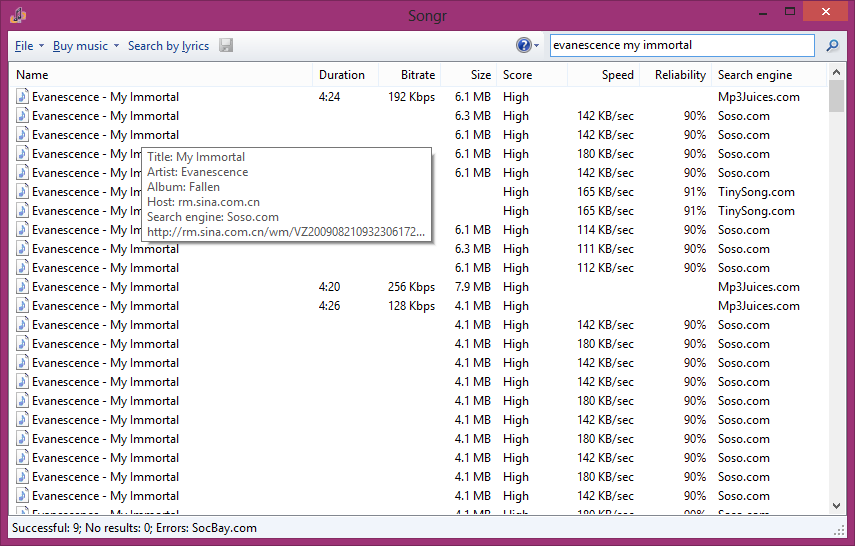 Songr
File Buy music Search by lyrics evanescence my immortal
Name Duration Bitrate Size Score Speed Reliability Search engine
Evanescence - My Immortal 4:24 192 Kbps 6.1 MB High Mp3Juices.com
Evanescence - My Immortal 6.3 MB High 142 KB/sec 90% Soso.com
Evanescence - My Immortal 6.1 MB High 142 KB/sec 90% Soso.com
Evanescence - My Im 6.1 MB High 180 KB/sec 90% Soso.com
Evanescence - My Im 6.1 MB High 142 KB/sec 90% Soso.com
Evanescence - My Im High 165 KB/sec 91% TinySong.com
Evanescence - My Im High 165 KB/sec 91% TinySong.com
Evanescence - My Im 6.1 MB High 114 KB/sec 90% Soso.com
Title: My Immortal
Artist: Evanescence
Album: Fallen
Host: rm.sina.com.cn
Search engine: Soso.com
http://rm.sina.com.cn/wm/VZ200908210932306172...
Evanescence - My Immortal 6.3 MB High 111 KB/sec 90% Soso.com
Evanescence - My Immortal 6.1 MB High 112 KB/sec 90% Soso.com
Evanescence - My Immortal 4:20 256 Kbps 7.9 MB High Mp3Juices.com
Evanescence - My Immortal 4:26 128 Kbps 4.1 MB High Mp3Juices.com
Evanescence - My Immortal 4.1 MB High 142 KB/sec 90% Soso.com
Evanescence - My Immortal 4.1 MB High 180 KB/sec 90% Soso.com
Evanescence - My Immortal 4.1 MB High 142 KB/sec 90% Soso.com
Evanescence - My Immortal 4.1 MB High 180 KB/sec 90% Soso.com
Evanescence - My Immortal 4.1 MB High 180 KB/sec 90% Soso.com
Evanescence - My Immortal 4.1 MB High 142 KB/sec 90% Soso.com
Evanescence - My Immortal 4.1 MB High 180 KB/sec 90% Soso.com
Evanescence - My Immortal 4.1 MB High 142 KB/sec 90% Soso.com
Evanescence - My Immortal 4.1 MB High 180 KB/sec 90% Soso.com
Evanescence - My Immortal 4.1 MB High 142 KB/sec 90% Soso.com
Successful: 9; No results: 0; Errors: SocBay.com